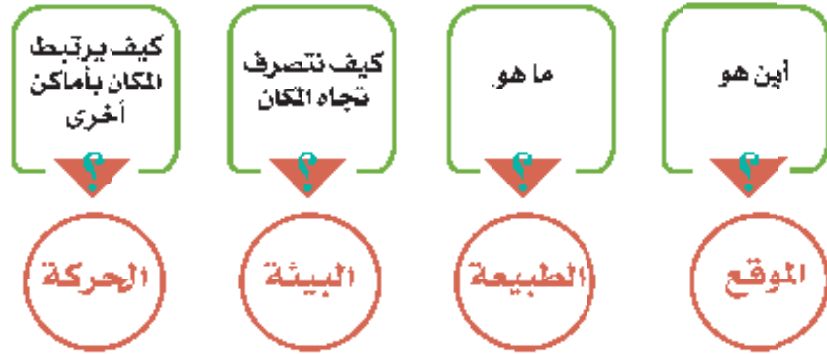 أين هو
؟
الموقع
ما هو
؟
الطبيعة
كيف نتصرف
تجاه المكان
؟
البيئة
كيف يرتبط
المكان بأماكن
أخرى
؟
الحركة